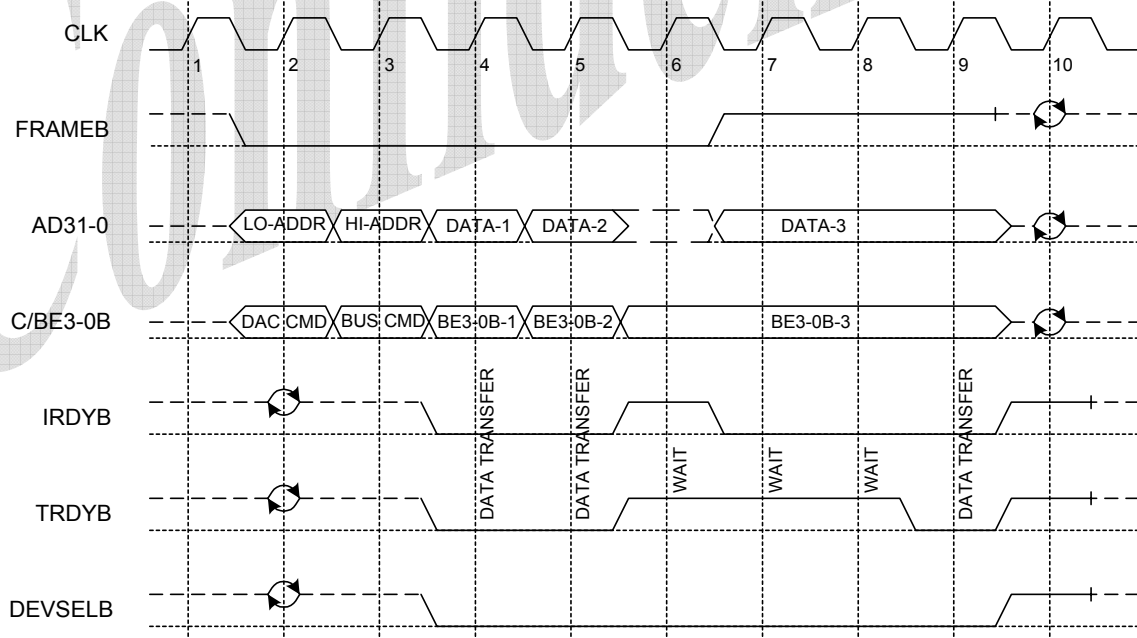 CLK
1 2 3 4 5 6 7 8 9 10
FRAMEB
AD31-0
LO-ADDR HI-ADDR DATA-1 DATA-2 DATA-3
C/BE3-0B
DAC CMD BUS CMD BE3-0B-1 BE3-0B-2 BE3-0B-3
IRDYB
DATA TRANSFER
DATA TRANSFER
WAIT
WAIT
WAIT
DATA TRANSFER
TRDYB
DEVSELB